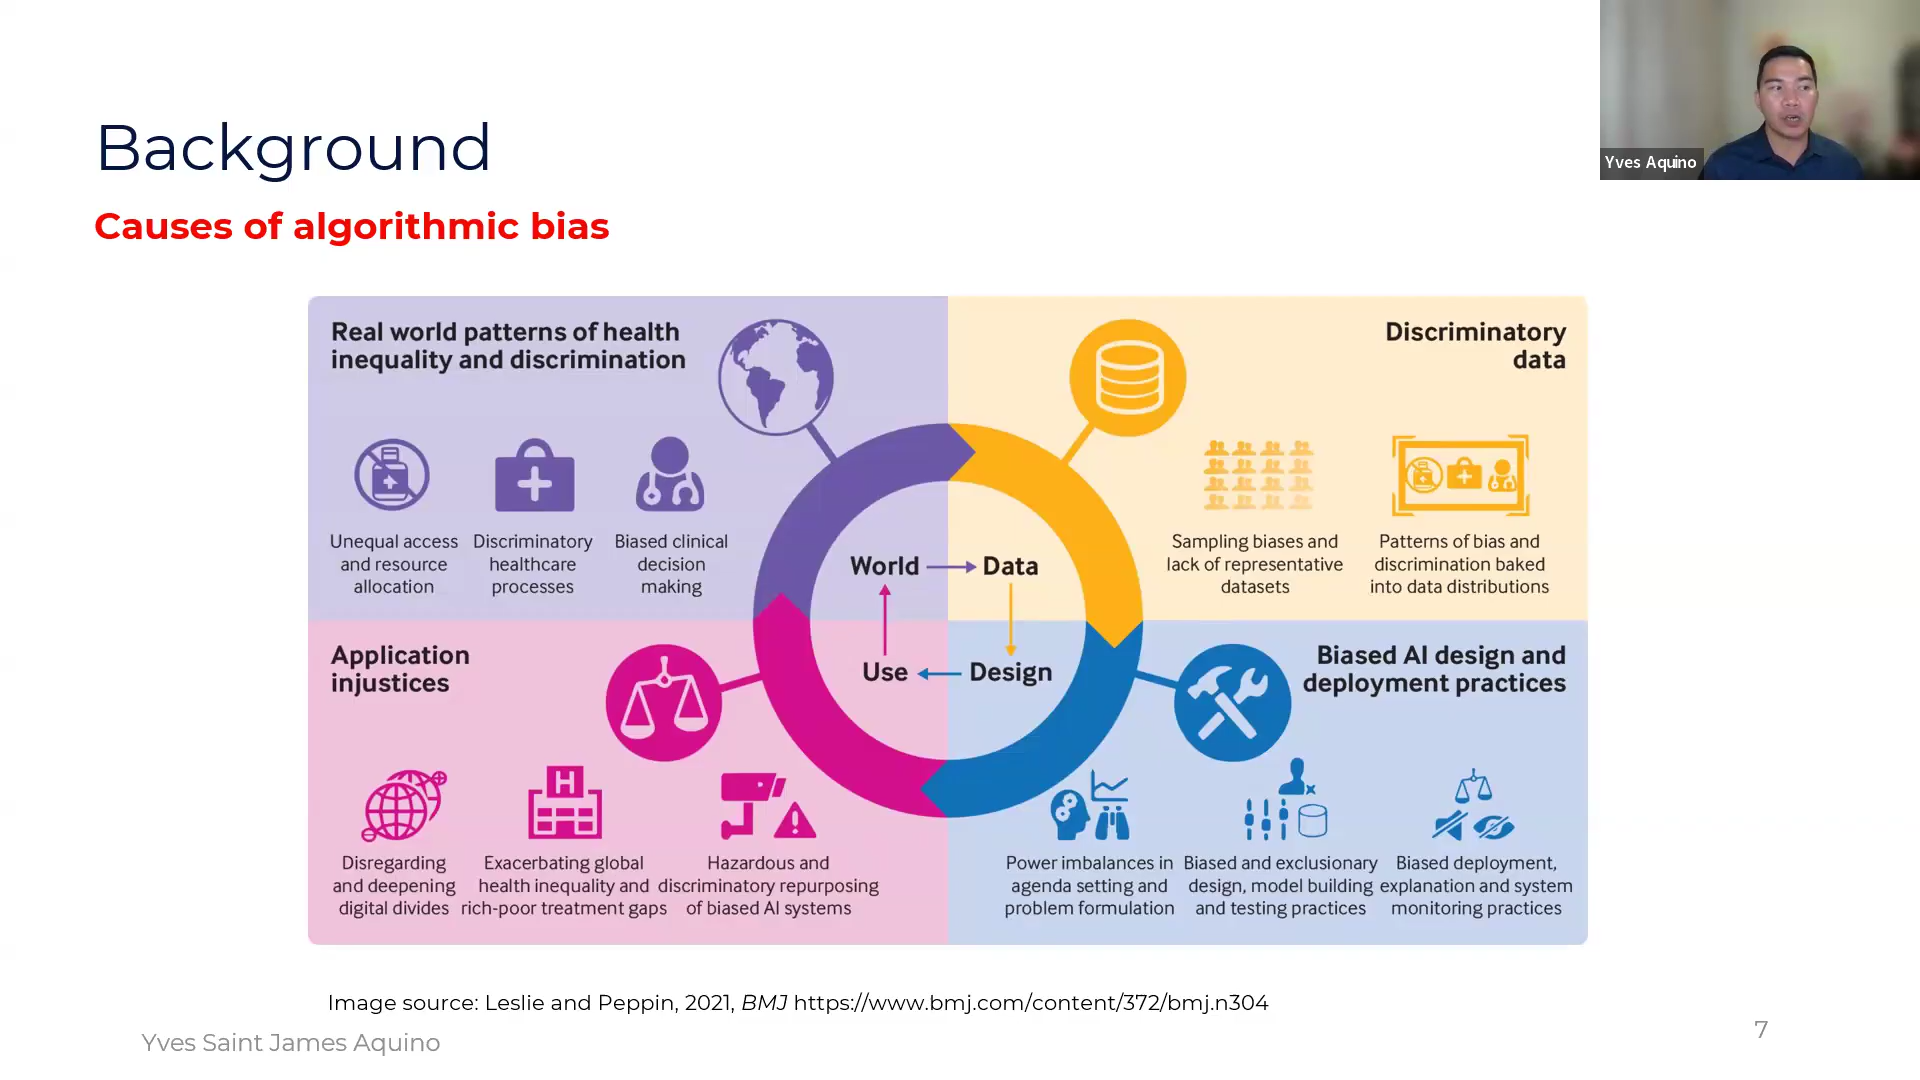 Background
Causes of algorithmic bias
Yves Aquino
Real world patterns of health
inequality and discrimination
Unequal access
and resource
allocation
Discriminatory
healthcare
processes
Biased clinical
decision
making
Discriminatory
data
Sampling biases and
lack of representative
datasets
Patterns of bias and
discrimination baked
into data distributions
World
Data
Use
Design
Application
injustices
Disregarding
and deepening
digital divides
H
Exacerbating global
health inequality and
rich-poor treatment gaps
Hazardous and
discriminatory repurposing
of biased AI systems
Biased AI design and
deployment practices
Power imbalances in
agenda setting and
problem formulation
Biased and exclusionary
design, model building
and testing practices
Biased deployment,
explanation and system
monitoring practices
Image source: Leslie and Peppin, 2021, BMJ https://www.bmj.com/content/372/bmj.n304
Yves Saint James Aquino
7